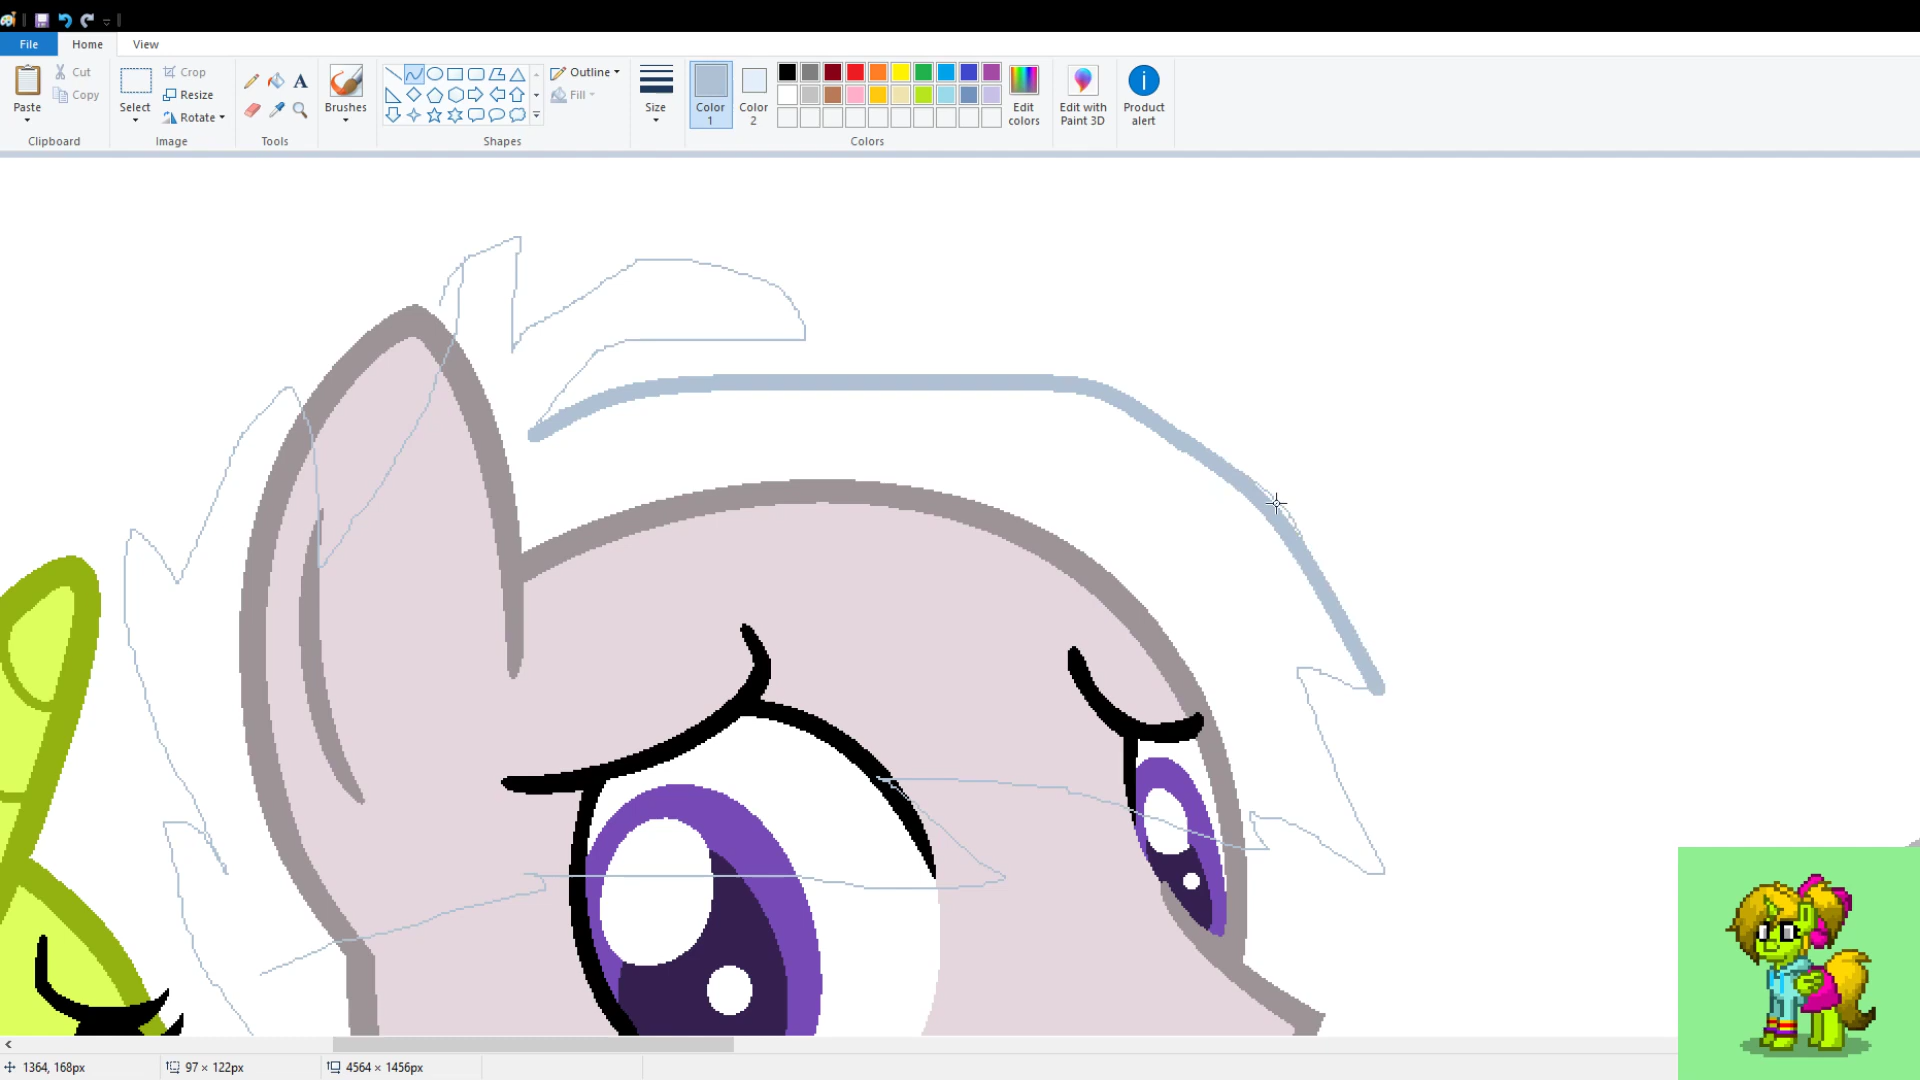 File Home View
Paste
Cut
Copy
Clipboard
Select
Crop
Resize
Rotate
Image
Tools
Brushes
Shapes
Outline
Fill
Size
Color 1
Color 2
Edit colors
Colors
Edit with Paint 3D
Product alert
1364, 168px 97 × 122px 4564 × 1456px